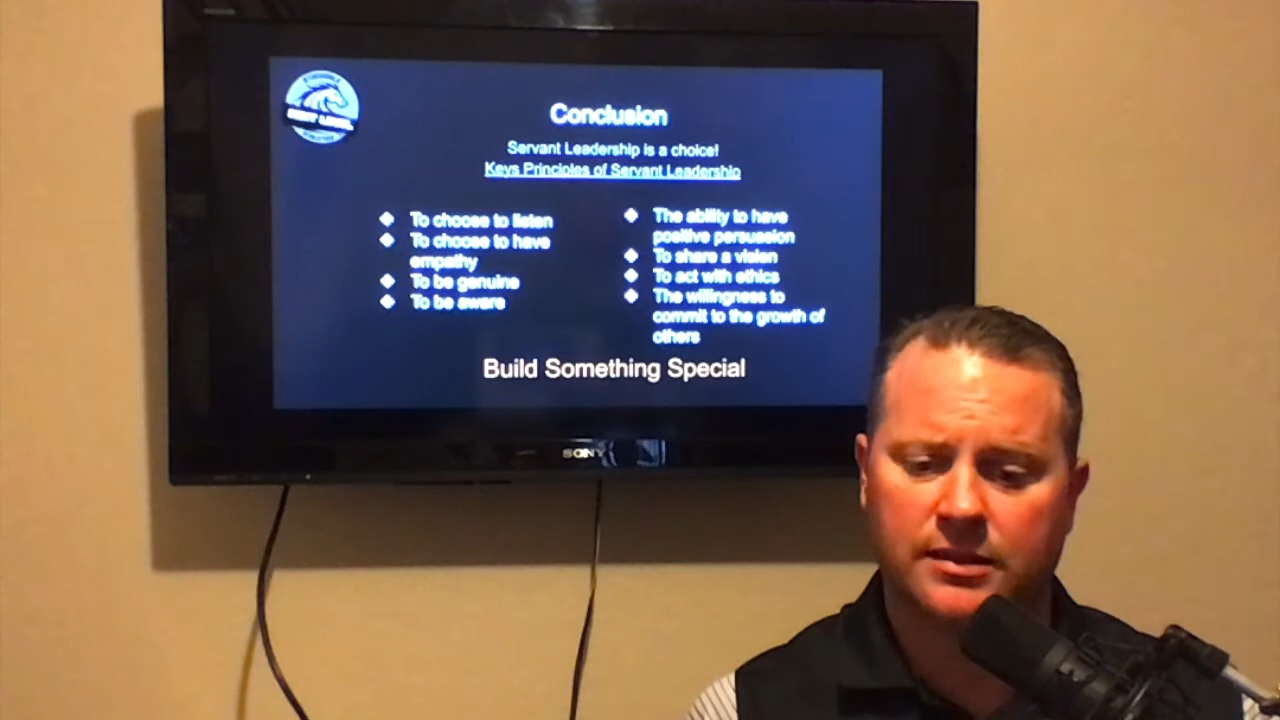 Conclusion
Servant Leadership is a choice!
Keys Principles of Servant Leadership
❖ To choose to listen
❖ To choose to have
empathy
❖ To be genuine
❖ To be aware
❖ The ability to have
positive persuasion
❖ To share a vision
❖ To act with ethics
❖ The willingness to
commit to the growth of
others
Build Something Special
SONY